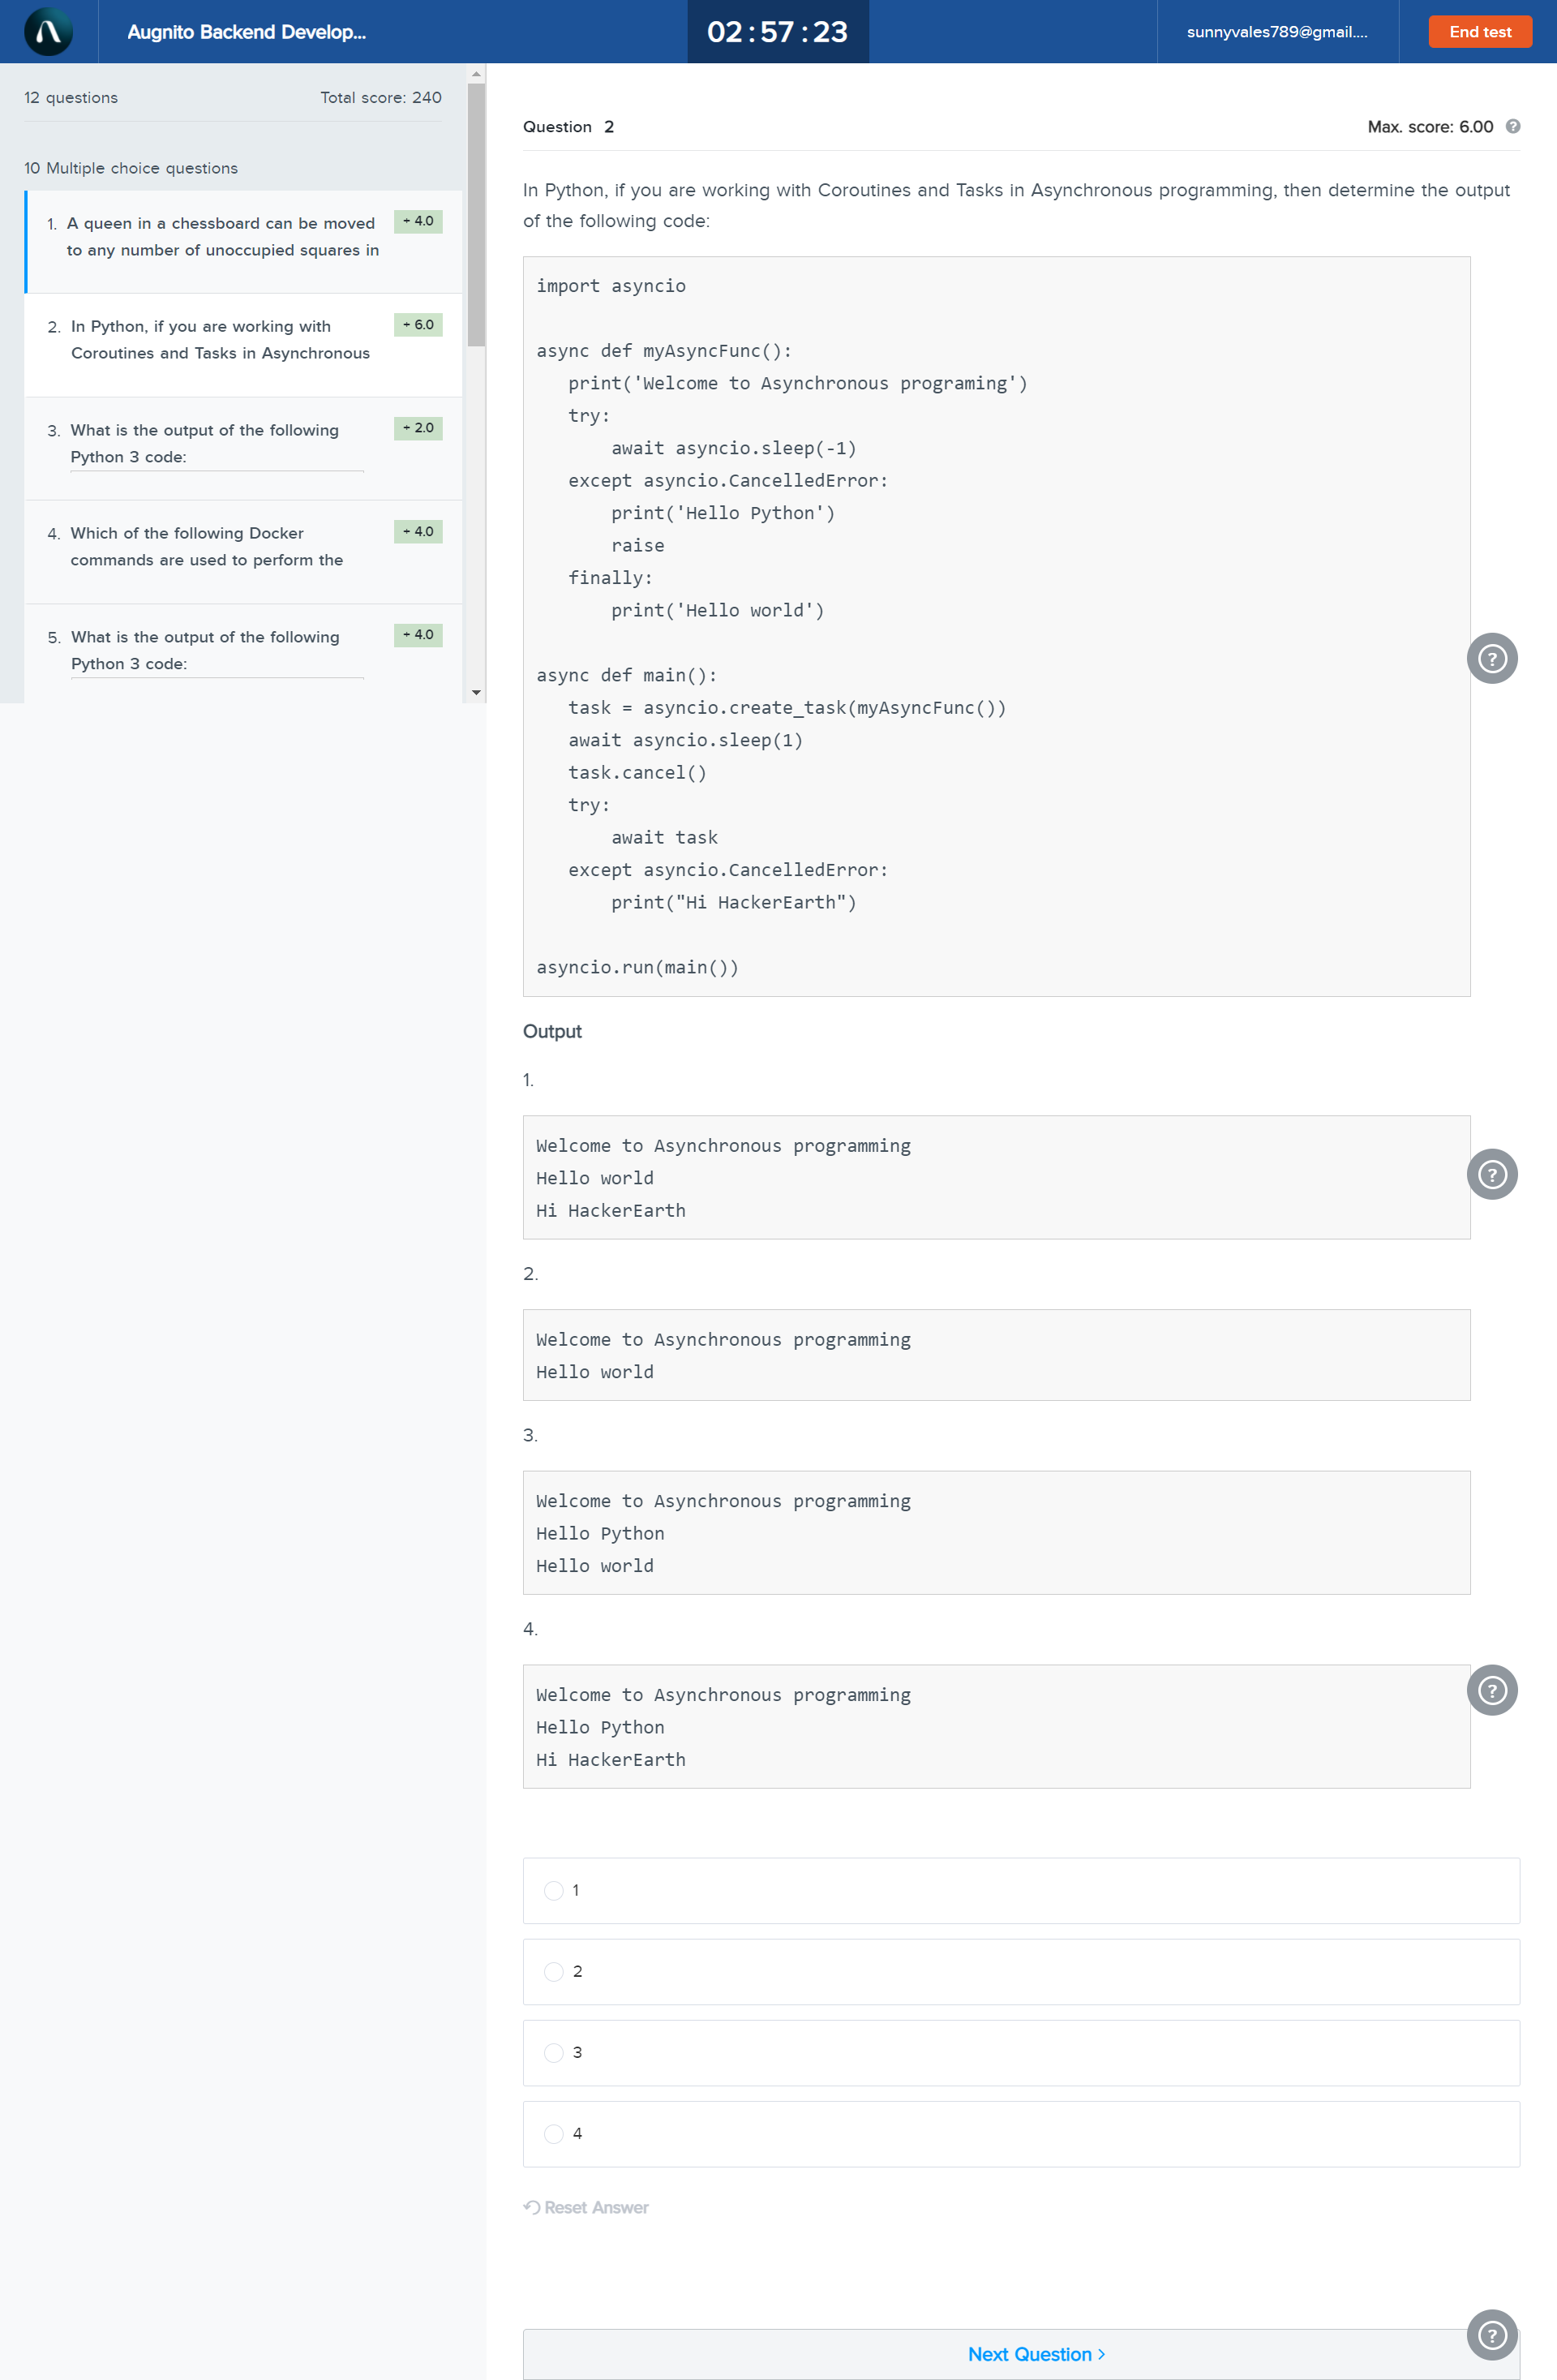 Augnito Backend Develop...
02 : 57 : 23
sunnyvales789@gmail....
End test
12 questions
Total score: 240
10 Multiple choice questions
1. A queen in a chessboard can be moved
to any number of unoccupied squares in
+ 4.0
2. In Python, if you are working with
Coroutines and Tasks in Asynchronous
+ 6.0
3. What is the output of the following
Python 3 code:
+ 2.0
4. Which of the following Docker
commands are used to perform the
+ 4.0
5. What is the output of the following
Python 3 code:
+ 4.0
Question 2
Max. score: 6.00 ?
In Python, if you are working with Coroutines and Tasks in Asynchronous programming, then determine the output
of the following code:
import asyncio

async def myAsyncFunc():
   print('Welcome to Asynchronous programing')
   try:
       await asyncio.sleep(-1)
   except asyncio.CancelledError:
       print('Hello Python')
       raise
   finally:
       print('Hello world')

async def main():
   task = asyncio.create_task(myAsyncFunc())
   await asyncio.sleep(1)
   task.cancel()
   try:
       await task
   except asyncio.CancelledError:
       print("Hi HackerEarth")

asyncio.run(main())
?
Output
1.
Welcome to Asynchronous programming
Hello world
Hi HackerEarth
?
2.
Welcome to Asynchronous programming
Hello world
3.
Welcome to Asynchronous programming
Hello Python
Hello world
4.
Welcome to Asynchronous programming
Hello Python
Hi HackerEarth
?
1
2
3
4
Reset Answer
Next Question >
?